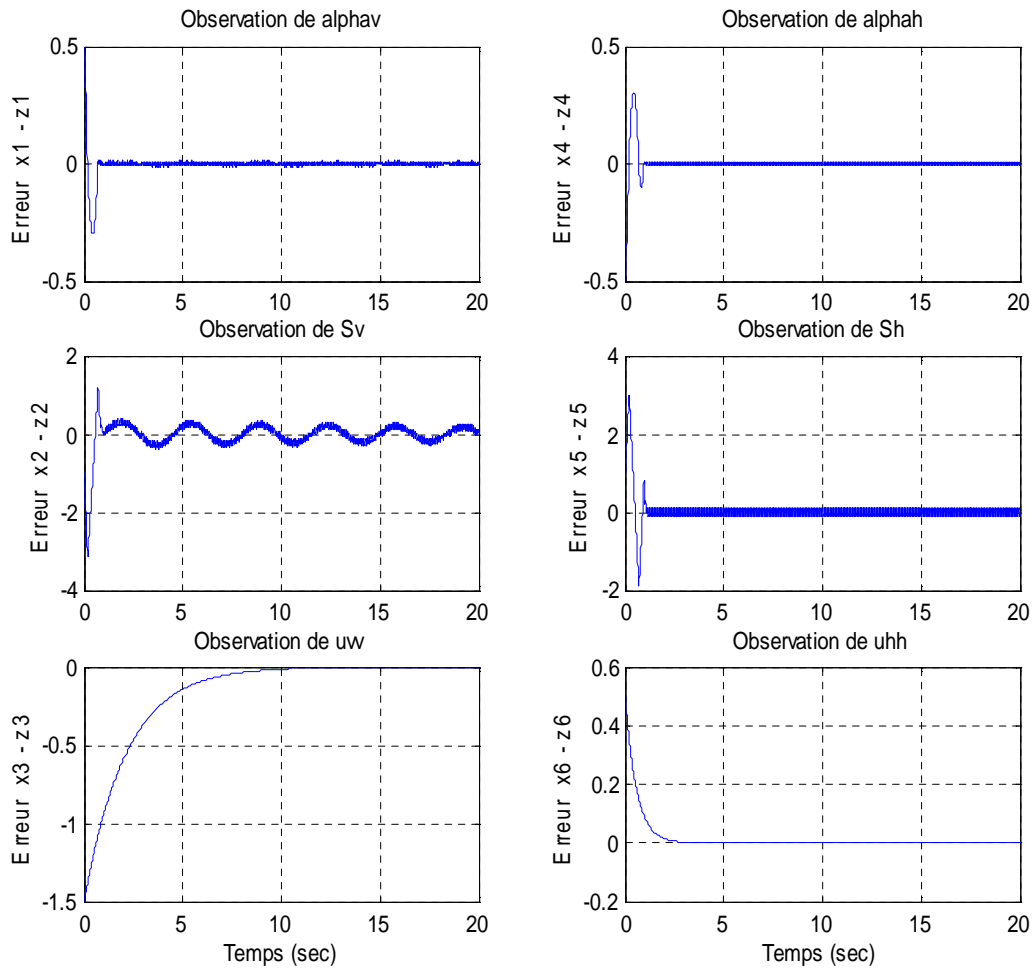 Observation de alphav
Erreur x1 - z1
0.5
0
-0.5
0 5 10 15 20
Observation de alphah
Erreur x4 - z4
0.5
0
-0.5
0 5 10 15 20
Observation de Sv
Erreur x2 - z2
2
0
-2
-4
0 5 10 15 20
Observation de Sh
Erreur x5 - z5
4
2
0
-2
0 5 10 15 20
Observation de uvv
Erreur x3 - z3
0
-0.5
-1
-1.5
0 5 10 15 20
Temps (sec)
Observation de uhh
Erreur x6 - z6
0.6
0.4
0.2
0
-0.2
0 5 10 15 20
Temps (sec)